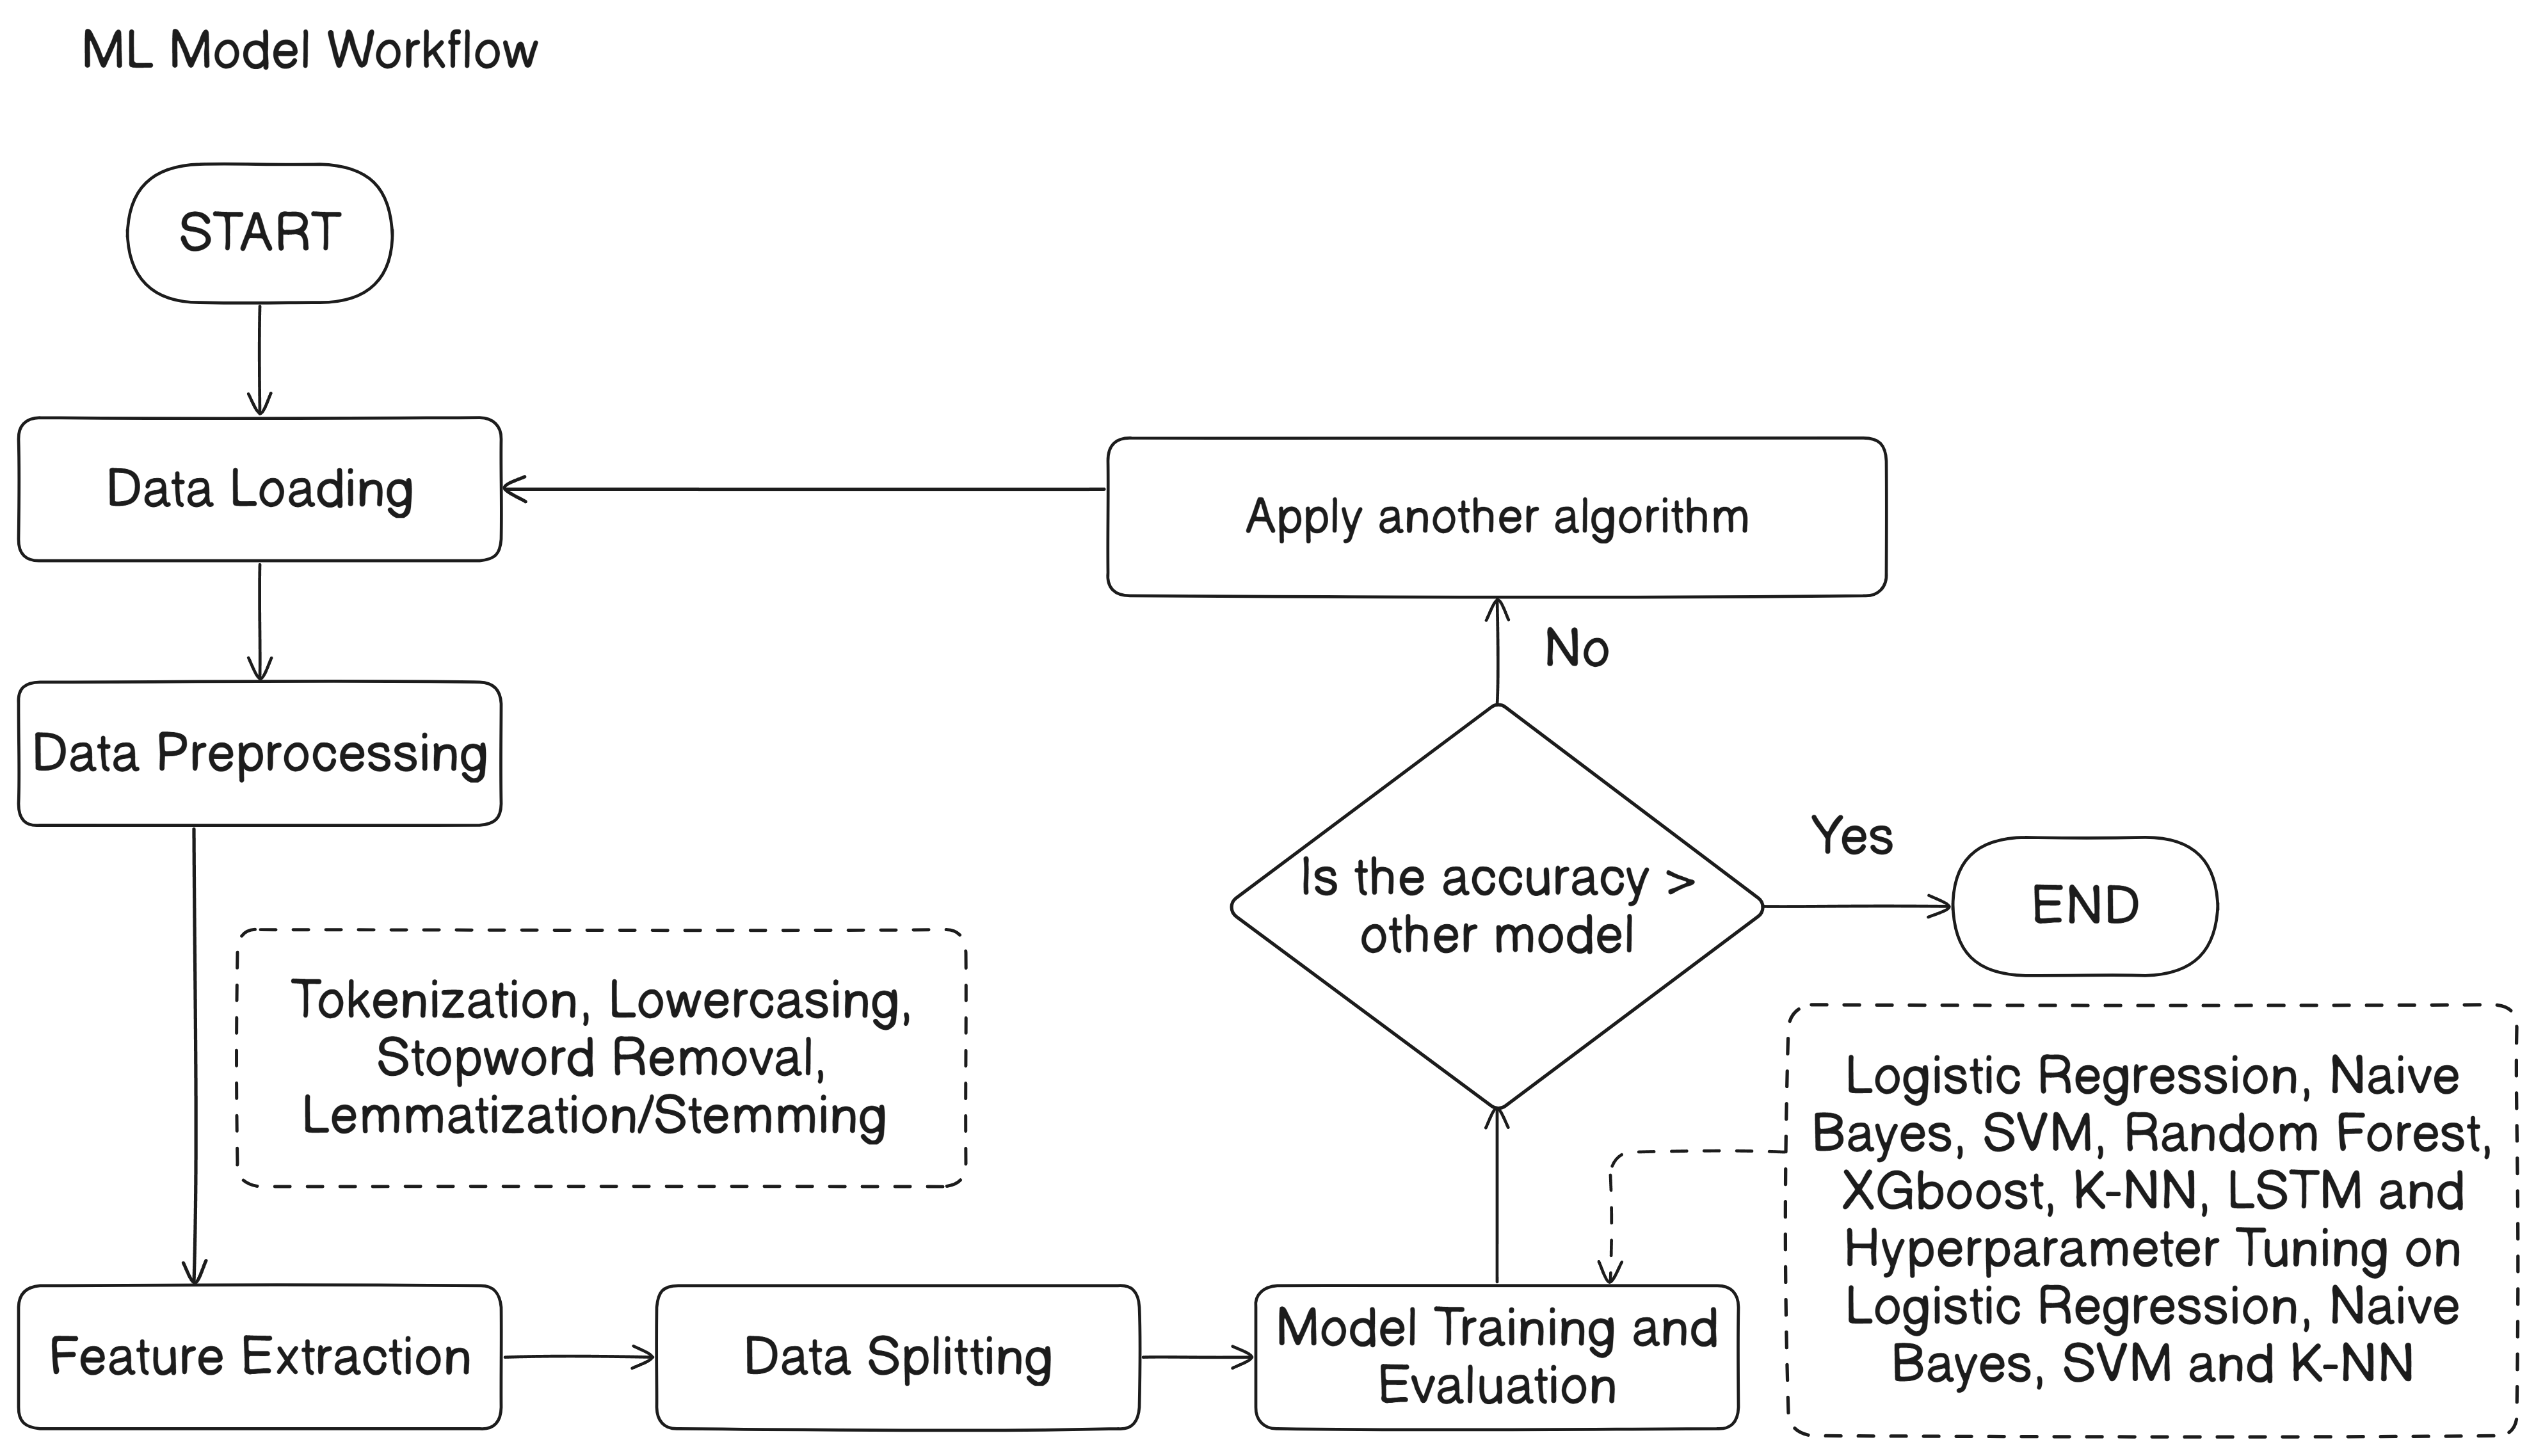 ML Model Workflow
START
Data Loading
Apply another algorithm
No
Data Preprocessing
Is the accuracy >
other model
Yes
END
Tokenization, Lowercasing,
Stopword Removal,
Lemmatization/Stemming
Logistic Regression, Naive
Bayes, SVM, Random Forest,
XGboost, K-NN, LSTM and
Hyperparameter Tuning on
Logistic Regression, Naive
Bayes, SVM and K-NN
Feature Extraction
Data Splitting
Model Training and
Evaluation